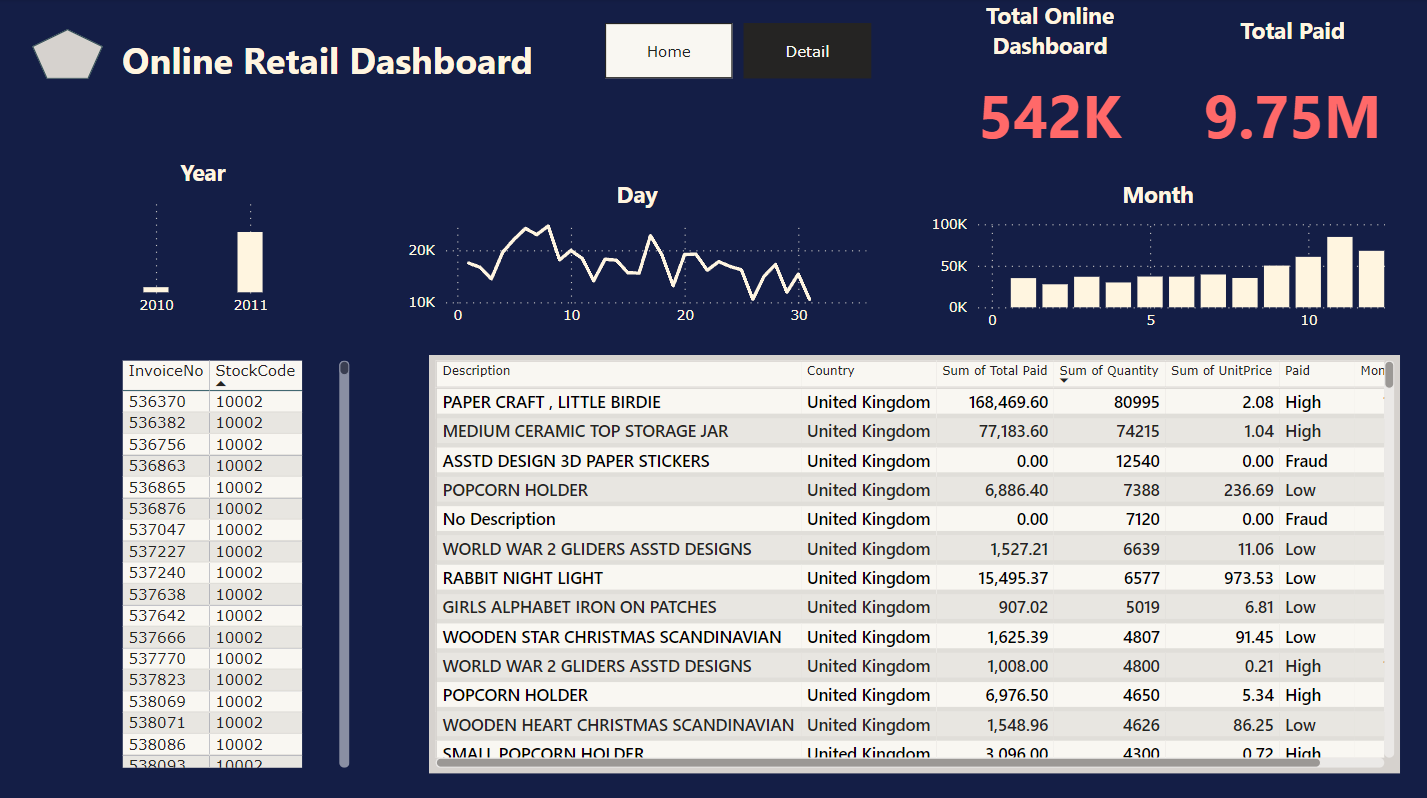 Online Retail Dashboard
Home
Detail
Total Online
Dashboard
542K
Total Paid
9.75M
Year
2010 2011
Day
20K
10K
0 10 20 30
Month
100K
50K
0K
0 5 10
InvoiceNo StockCode
536370 10002
536382 10002
536756 10002
536863 10002
536865 10002
536876 10002
537047 10002
537227 10002
537240 10002
537638 10002
537642 10002
537666 10002
537770 10002
537823 10002
538069 10002
538071 10002
538086 10002
538093 10002
Description Country Sum of Total Paid Sum of Quantity Sum of UnitPrice Paid Mon
PAPER CRAFT , LITTLE BIRDIE United Kingdom 168,469.60 80995 2.08 High
MEDIUM CERAMIC TOP STORAGE JAR United Kingdom 77,183.60 74215 1.04 High
ASSTD DESIGN 3D PAPER STICKERS United Kingdom 0.00 12540 0.00 Fraud
POPCORN HOLDER United Kingdom 6,886.40 7388 236.69 Low
No Description United Kingdom 0.00 7120 0.00 Fraud
WORLD WAR 2 GLIDERS ASSTD DESIGNS United Kingdom 1,527.21 6639 11.06 Low
RABBIT NIGHT LIGHT United Kingdom 15,495.37 6577 973.53 Low
GIRLS ALPHABET IRON ON PATCHES United Kingdom 907.02 5019 6.81 Low
WOODEN STAR CHRISTMAS SCANDINAVIAN United Kingdom 1,625.39 4807 91.45 Low
WORLD WAR 2 GLIDERS ASSTD DESIGNS United Kingdom 1,008.00 4800 0.21 High
POPCORN HOLDER United Kingdom 6,976.50 4650 5.34 High
WOODEN HEART CHRISTMAS SCANDINAVIAN United Kingdom 1,548.96 4626 86.25 Low
SMALL POPCORN HOLDER United Kingdom 3,096.00 4300 0.72 High